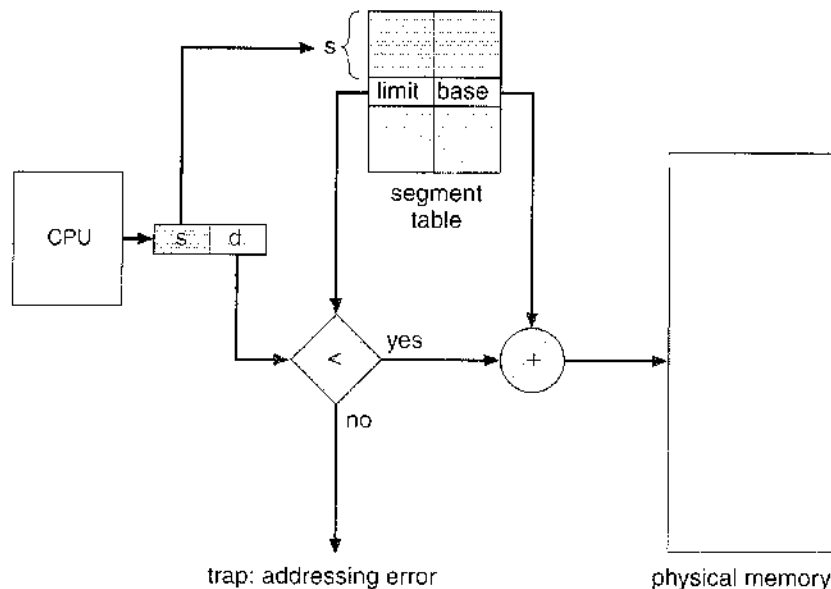 s {
limit base
segment
table
CPU
s d
<
yes
+
no
trap: addressing error
physical memory